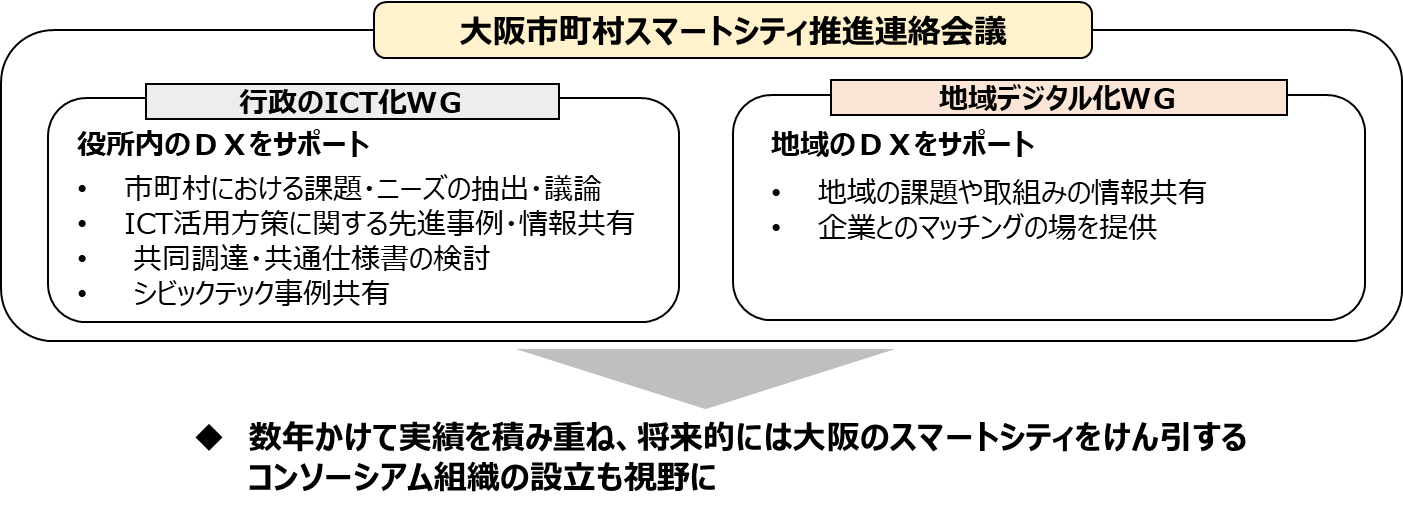 大阪市町村スマートシティ推進連絡会議
行政のICT化ＷＧ
役所内のＤＸをサポート
• 市町村における課題・ニーズの抽出・議論
• ICT活用方策に関する先進事例・情報共有
• 共同調達・共通仕様書の検討
• シビックテック事例共有
地域デジタル化ＷＧ
地域のＤＸをサポート
• 地域の課題や取組みの情報共有
• 企業とのマッチングの場を提供
◆ 数年かけて実績を積み重ね、将来的には大阪のスマートシティをけん引する
コンソーシアム組織の設立も視野に